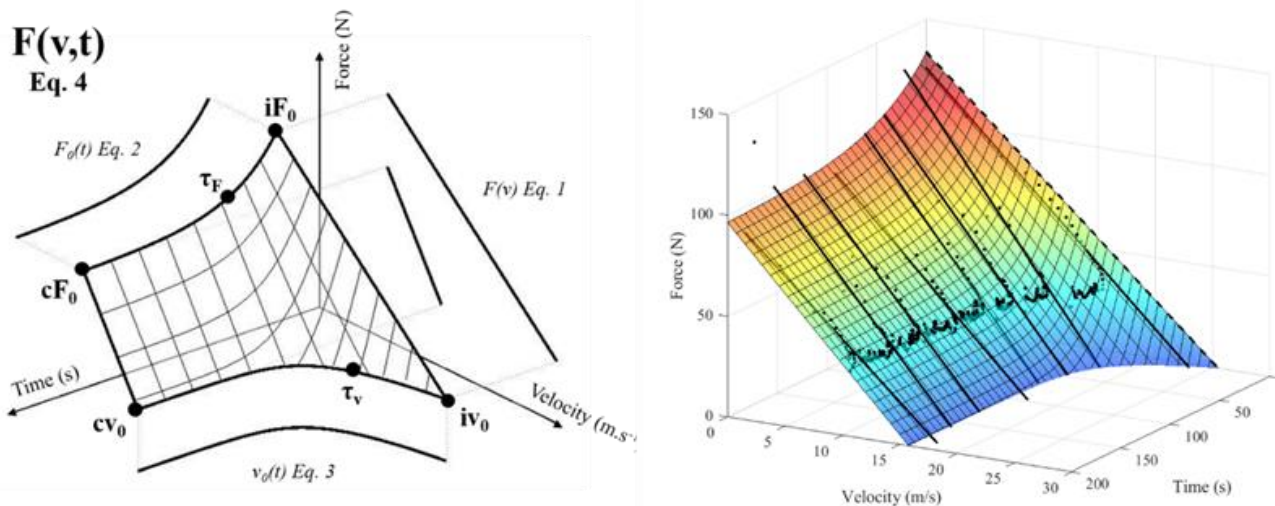 F(v,t)
Eq. 4
Force (N)
iF₀
F₀(t) Eq. 2
τF
F(v) Eq. 1
cF₀
Time (s)
τv
Velocity (m.s⁻
cv₀
iv₀
v₀(t) Eq. 3
150
100
50
0
Force (N)
0
5
10
15
20
25
30
Velocity (m/s)
200
150
100
50
Time (s)